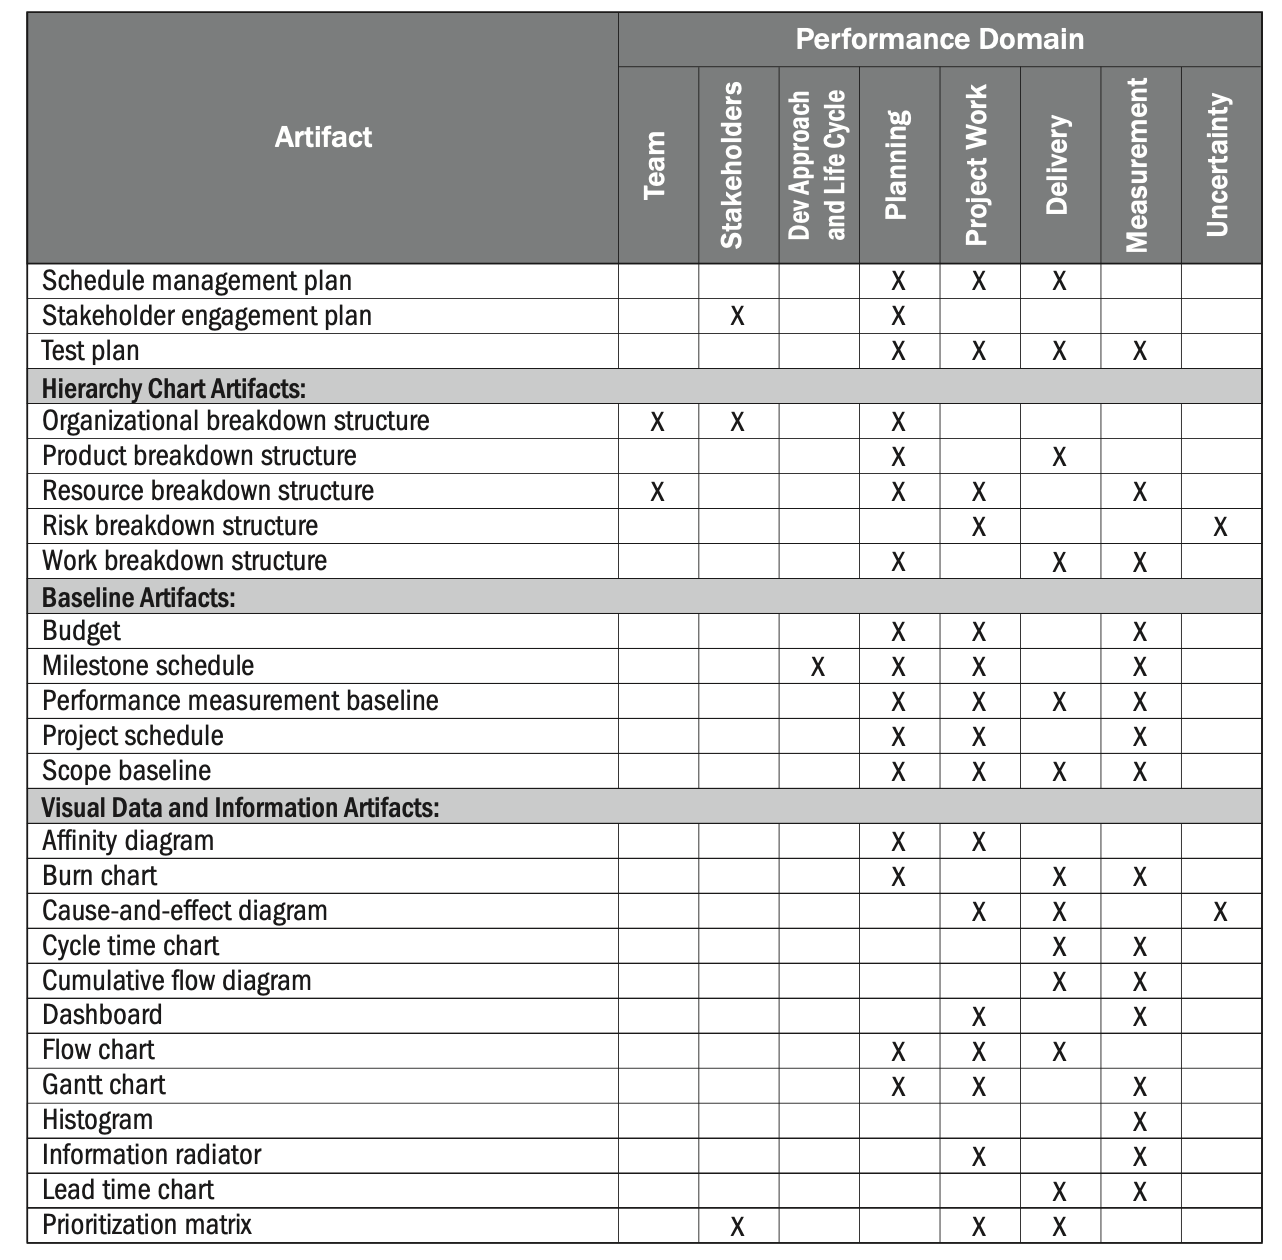 Performance Domain
Artifact
Team
Stakeholders
Dev Approach
and Life Cycle
Planning
Project Work
Delivery
Measurement
Uncertainty
Schedule management plan X X X
Stakeholder engagement plan X X
Test plan X X X X
Hierarchy Chart Artifacts:
Organizational breakdown structure X X X
Product breakdown structure X X
Resource breakdown structure X X X X
Risk breakdown structure X X
Work breakdown structure X X X
Baseline Artifacts:
Budget X X X
Milestone schedule X X X X
Performance measurement baseline X X X X
Project schedule X X X
Scope baseline X X X X
Visual Data and Information Artifacts:
Affinity diagram X X
Burn chart X X X
Cause-and-effect diagram X X X
Cycle time chart X X
Cumulative flow diagram X X
Dashboard X X
Flow chart X X X
Gantt chart X X X
Histogram X
Information radiator X X
Lead time chart X X
Prioritization matrix X X X